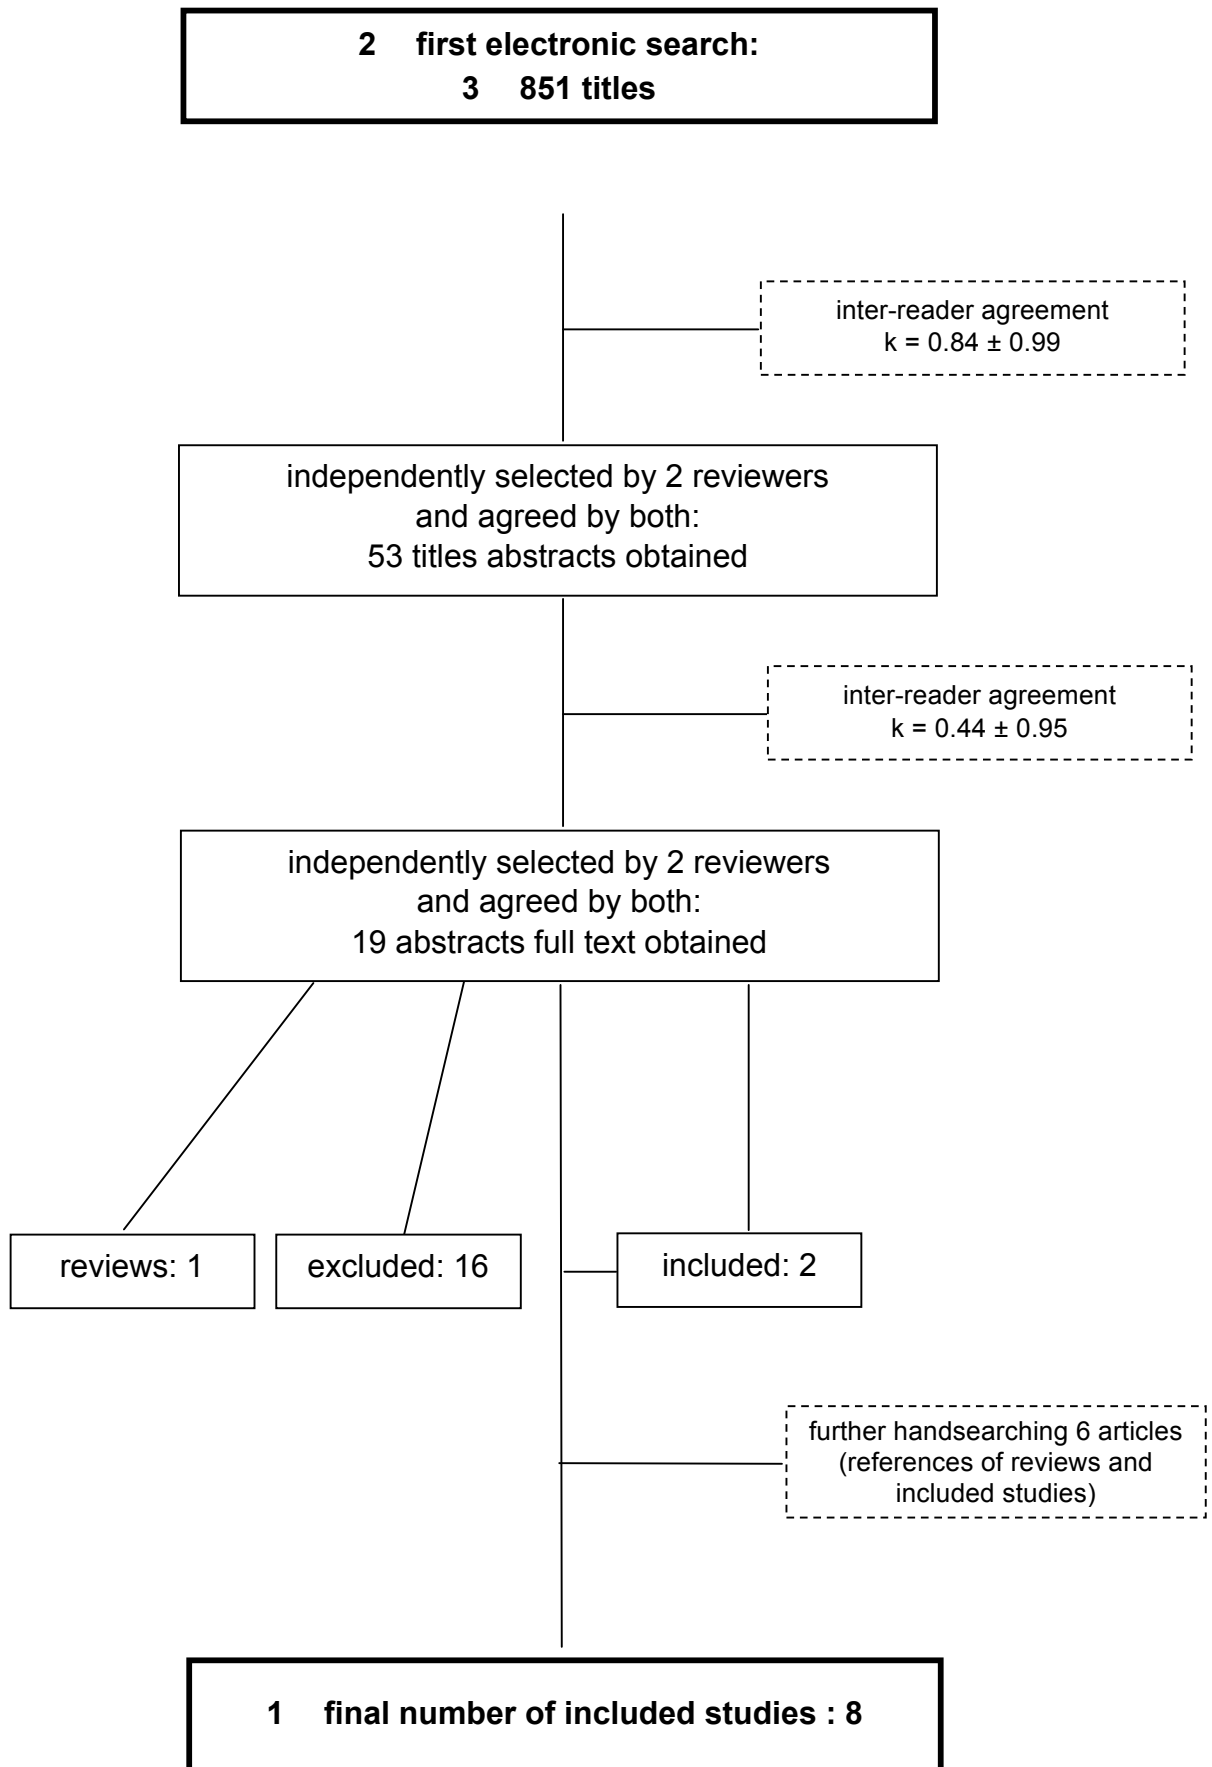 2 first electronic search:
3 851 titles
inter-reader agreement
k = 0.84 ± 0.99
independently selected by 2 reviewers
and agreed by both:
53 titles abstracts obtained
inter-reader agreement
k = 0.44 ± 0.95
independently selected by 2 reviewers
and agreed by both:
19 abstracts full text obtained
reviews: 1
excluded: 16
included: 2
further handsearching 6 articles
(references of reviews and
included studies)
1 final number of included studies : 8